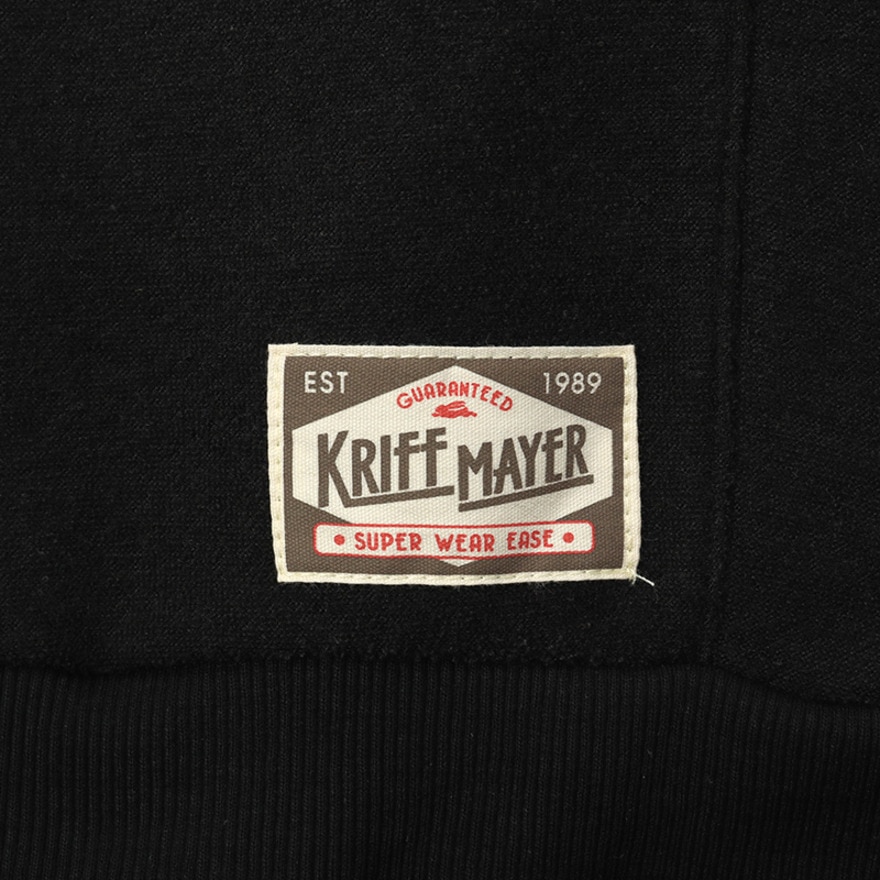 EST 1989
GUARANTEED
KRIFF MAYER
• SUPER WEAR EASE •